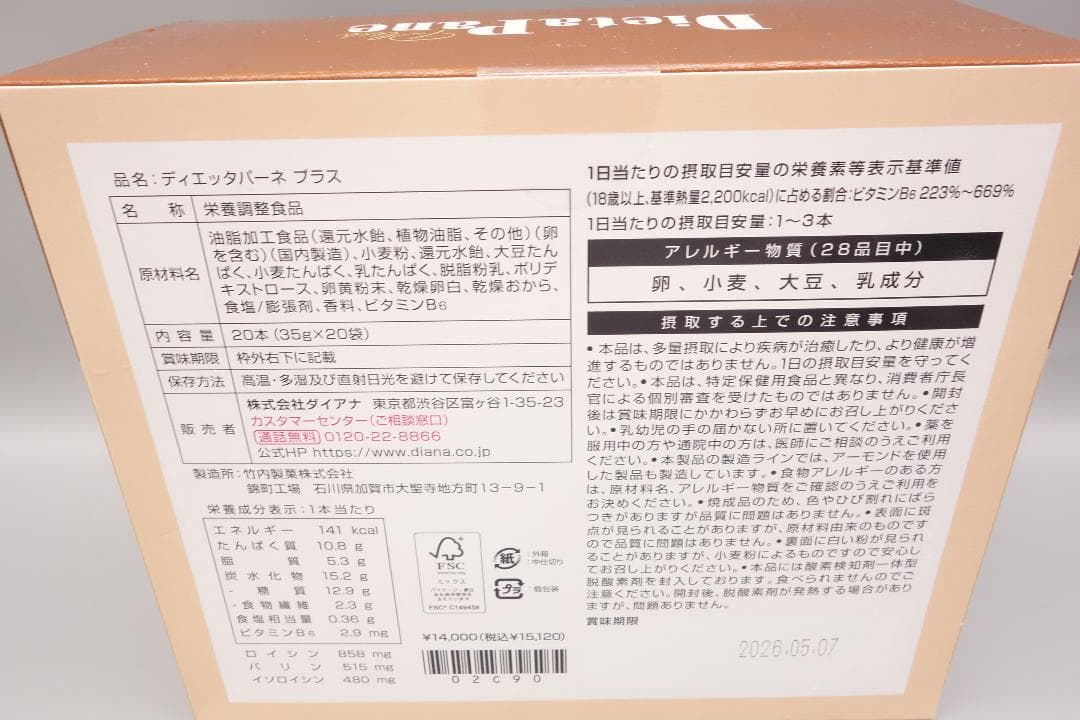 DietaPane
Plus
品名：ディエッタパーネ プラス
名 称 栄養調整食品
原材料名 油脂加工食品（還元水飴、植物油脂、その他）（卵
を含む）（国内製造）、小麦粉、還元水飴、大豆たん
ぱく、小麦たんぱく、乳たんぱく、脱脂粉乳、ポリデ
キストロース、卵黄粉末、乾燥卵白、乾燥おから、
食塩/膨張剤、香料、ビタミンB6
内 容 量 20本（35g×20袋）
賞味期限 枠外右下に記載
保存方法 高温・多湿及び直射日光を避けて保存してください
販 売 者 株式会社ダイアナ 東京都渋谷区富ヶ谷1-35-23
カスタマーセンター（ご相談窓口）
通話無料 0120-22-8866
公式HP https://www.diana.co.jp
製造所：竹内製菓株式会社
錦町工場 石川県加賀市大聖寺地方町13－9－1
栄養成分表示：1本当たり
エネルギー 141 kcal
たんぱく質 10.8 g
脂 質 5.3 g
炭水化物 15.2 g
- 糖 質 12.9 g
- 食物繊維 2.3 g
食塩相当量 0.36 g
ビタミンB6 2.9 mg
ロイシン 858 mg
バリン 515 mg
イソロイシン 480 mg
FSC
www.fsc.org
ミックス
FSC® C149458
紙 ：外箱
：中仕切り
プラ ：個包装
¥14,000（税込¥15,120）
02C90
1日当たりの摂取目安量の栄養素等表示基準値
（18歳以上、基準熱量2,200kcal）に占める割合：ビタミンB6 223%～669%
1日当たりの摂取目安量：1～3本
アレルギー物質（28品目中）
卵 、小麦 、大豆 、乳成分
摂取する上での注意事項
• 本品は、多量摂取により疾病が治癒したり、より健康が増
進するものではありません。1日の摂取目安量を守ってく
ださい。• 本品は、特定保健用食品と異なり、消費者庁長
官による個別審査を受けたものではありません。• 開封
後は賞味期限にかかわらずお早めにお召し上がりくださ
い。• 乳幼児の手の届かない所に置いてください。• 薬を
服用中の方や通院中の方は、医師にご相談のうえご利用
ください。• 本製品の製造ラインでは、アーモンドを使用
した製品も製造しています。• 食物アレルギーのある方
は、原材料名、アレルギー物質をご確認のうえご利用を
お決めください。• 焼成品のため、色やひび割れにばら
つきがありますが品質に問題はありません。• 表面に斑
点が見られることがありますが、原材料由来のものです
ので品質に問題はありません。• 裏面に白い粉が見られ
ることがありますが、小麦粉によるものですので安心し
てお召し上がりください。• 本品には酸素検知剤一体型
脱酸素剤を封入しております。食べられませんのでご
注意ください。開封後、脱酸素剤が発熱する場合があり
ますが、問題ありません。
賞味期限
2026.05.07